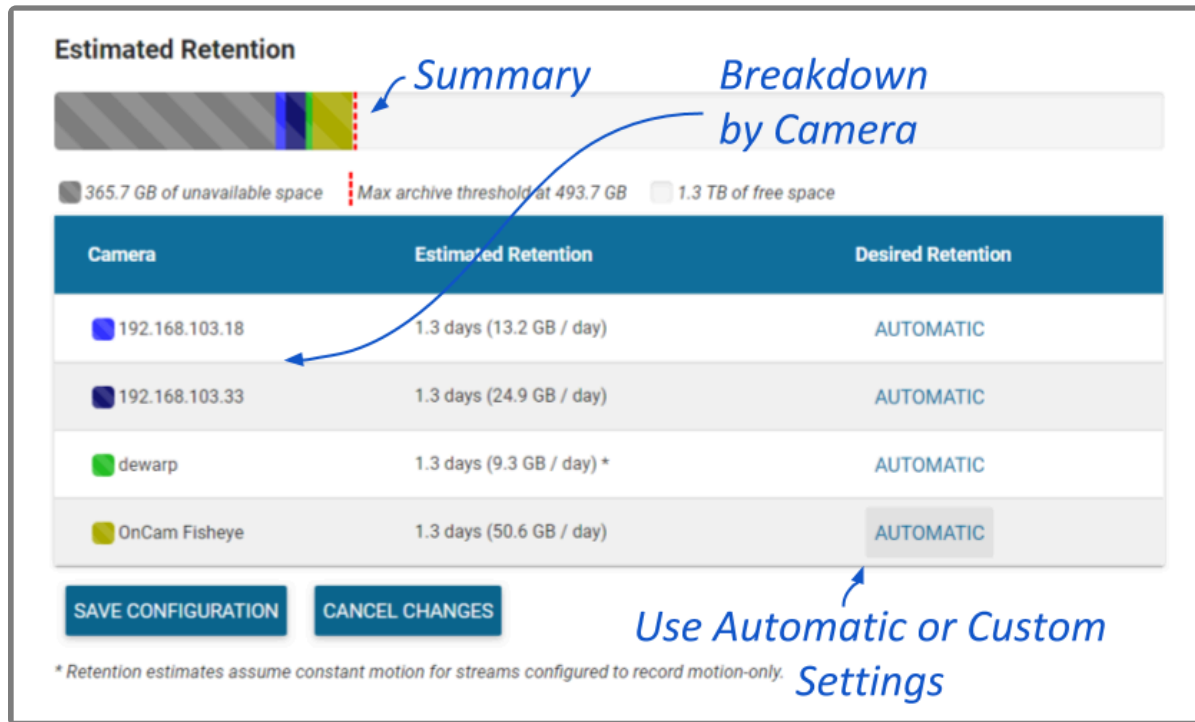 Estimated Retention
Summary
Breakdown
by Camera
365.7 GB of unavailable space Max archive threshold at 493.7 GB 1.3 TB of free space
Camera Estimated Retention Desired Retention
192.168.103.18 1.3 days (13.2 GB / day) AUTOMATIC
192.168.103.33 1.3 days (24.9 GB / day) AUTOMATIC
dewarp 1.3 days (9.3 GB / day) * AUTOMATIC
OnCam Fisheye 1.3 days (50.6 GB / day) AUTOMATIC
SAVE CONFIGURATION CANCEL CHANGES
Use Automatic or Custom
Settings
* Retention estimates assume constant motion for streams configured to record motion-only.